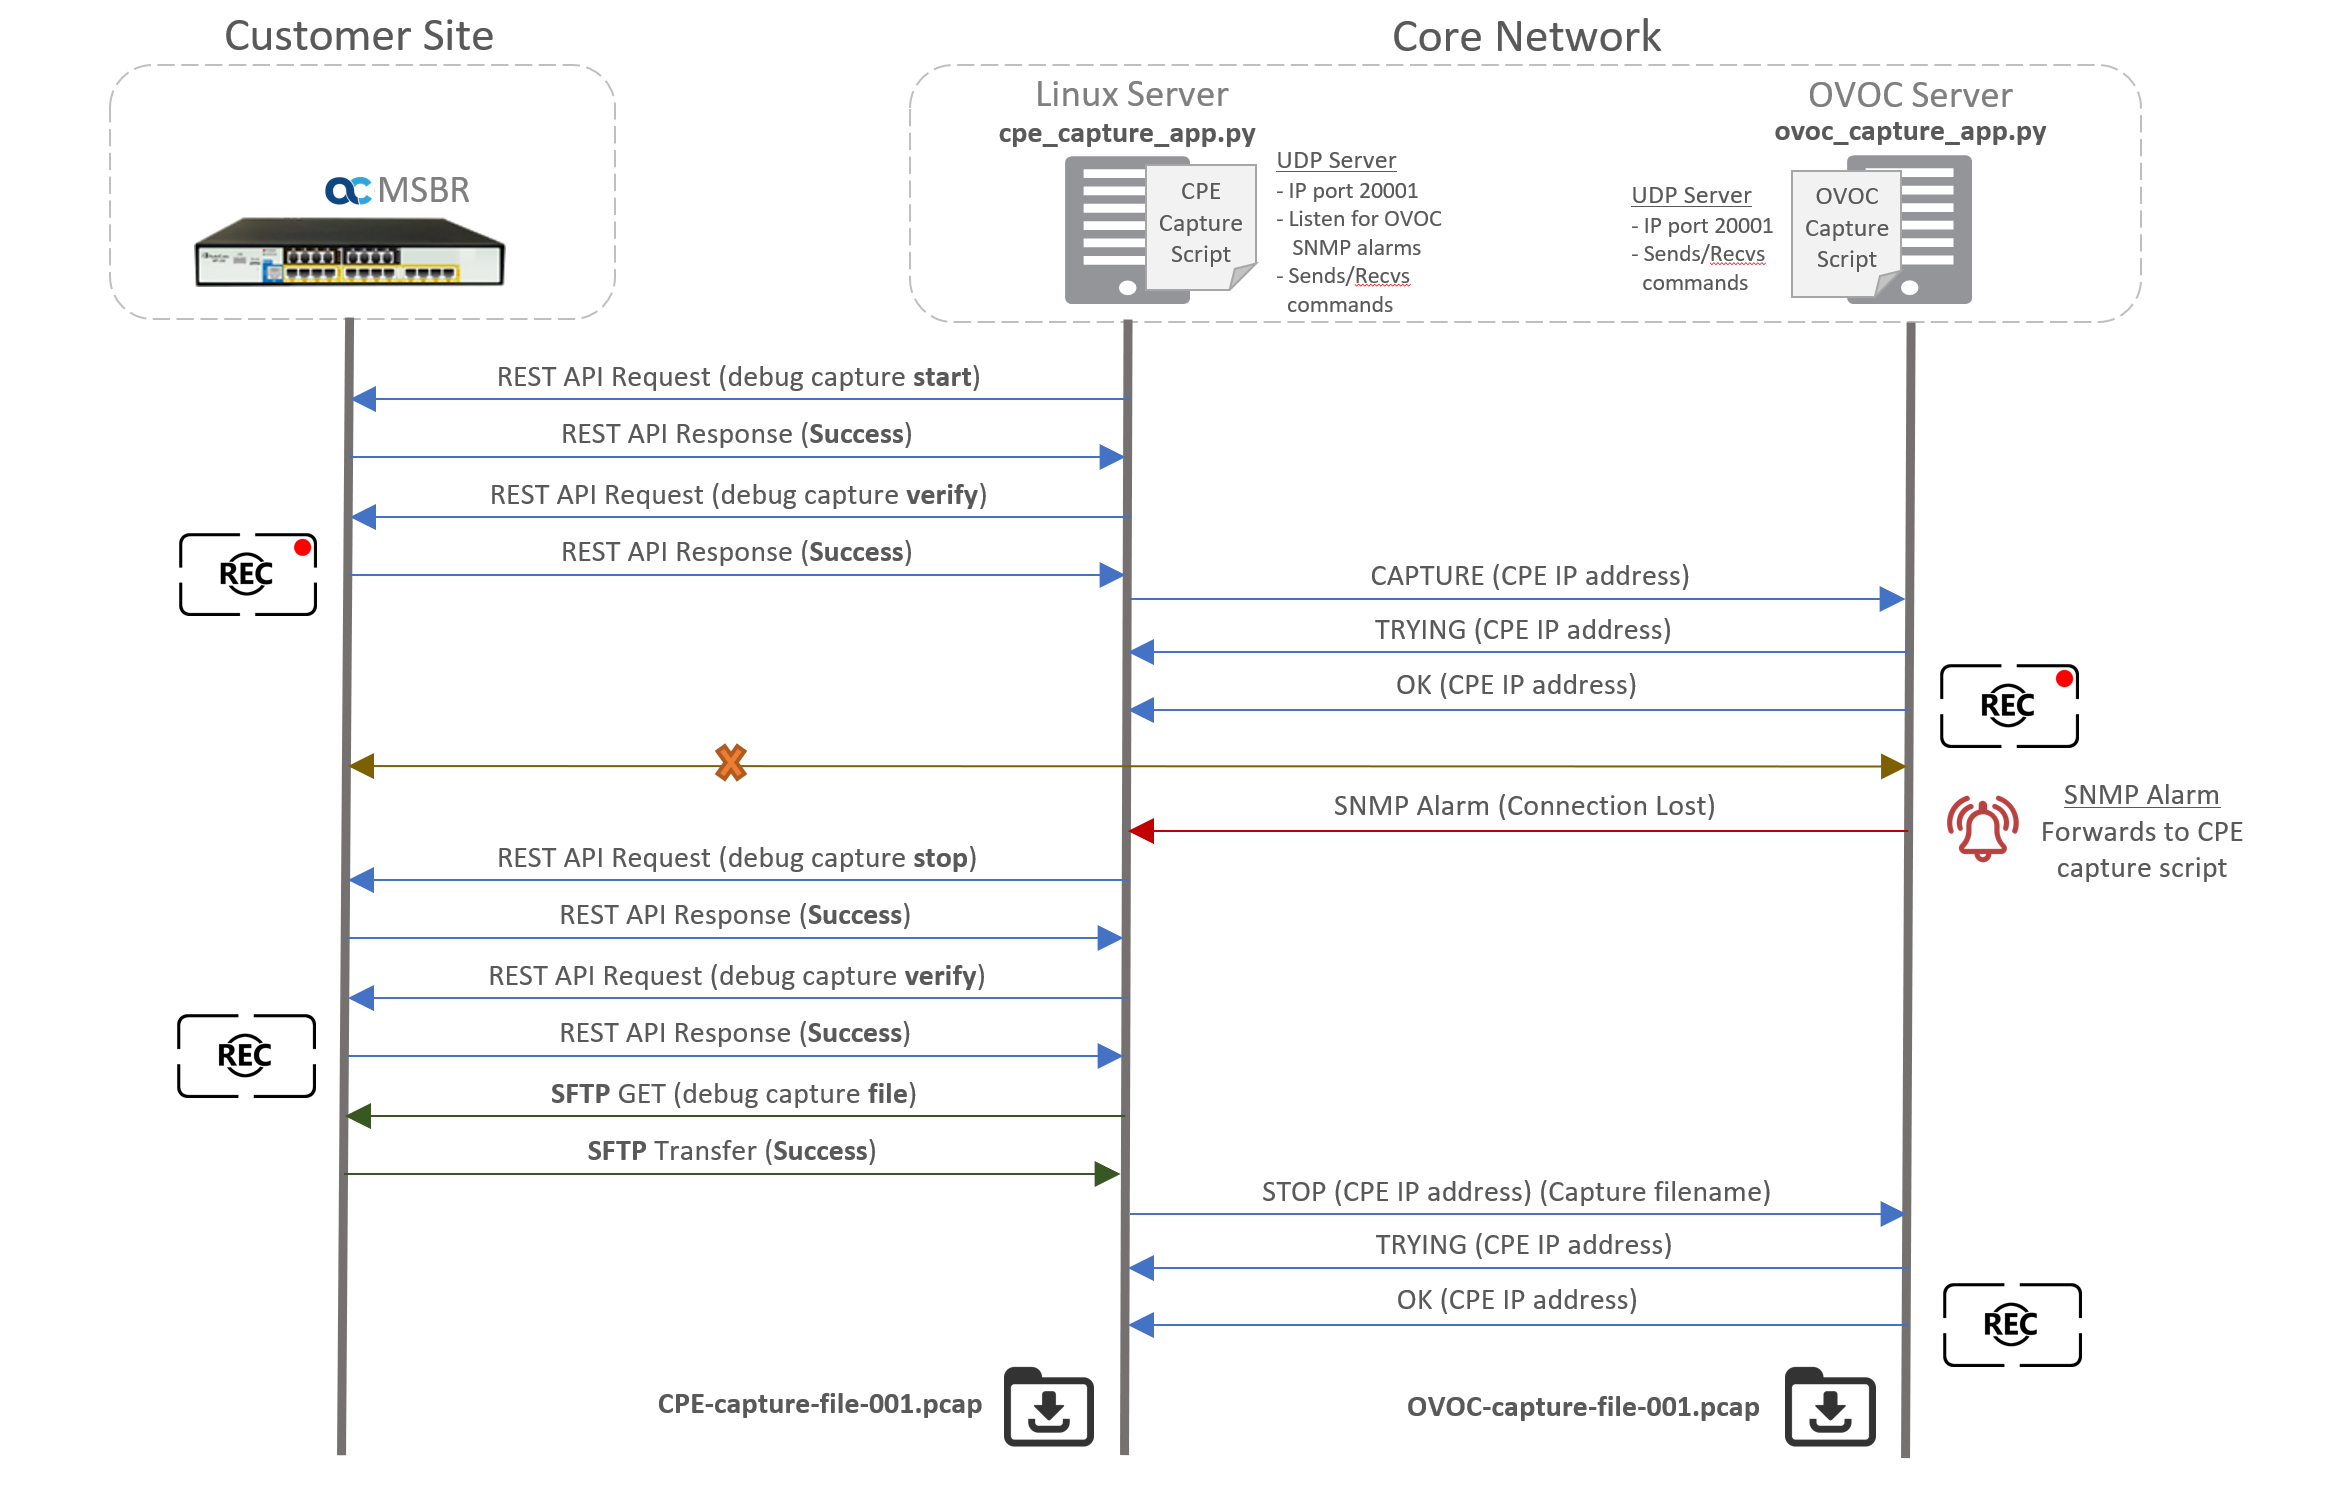 Customer Site
Core Network
MSBR
Linux Server
cpe_capture_app.py
CPE
Capture
Script
UDP Server
- IP port 20001
- Listen for OVOC
SNMP alarms
- Sends/Recvs
commands
OVOC Server
ovoc_capture_app.py
UDP Server
- IP port 20001
- Sends/Recvs
commands
OVOC
Capture
Script
REST API Request (debug capture start)
REST API Response (Success)
REST API Request (debug capture verify)
REST API Response (Success)
REC
CAPTURE (CPE IP address)
TRYING (CPE IP address)
OK (CPE IP address)
REC
SNMP Alarm (Connection Lost)
SNMP Alarm
Forwards to CPE
capture script
REST API Request (debug capture stop)
REST API Response (Success)
REST API Request (debug capture verify)
REST API Response (Success)
REC
SFTP GET (debug capture file)
SFTP Transfer (Success)
STOP (CPE IP address) (Capture filename)
TRYING (CPE IP address)
OK (CPE IP address)
REC
CPE-capture-file-001.pcap
OVOC-capture-file-001.pcap